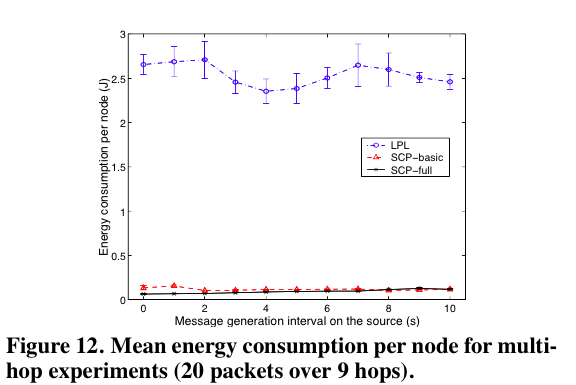 3
2.5
2
1.5
1
0.5
0
Energy consumption per node (J)
LPL
SCP−basic
SCP−full
0 2 4 6 8 10
Message generation interval on the source (s)
Figure 12. Mean energy consumption per node for multi-
hop experiments (20 packets over 9 hops).